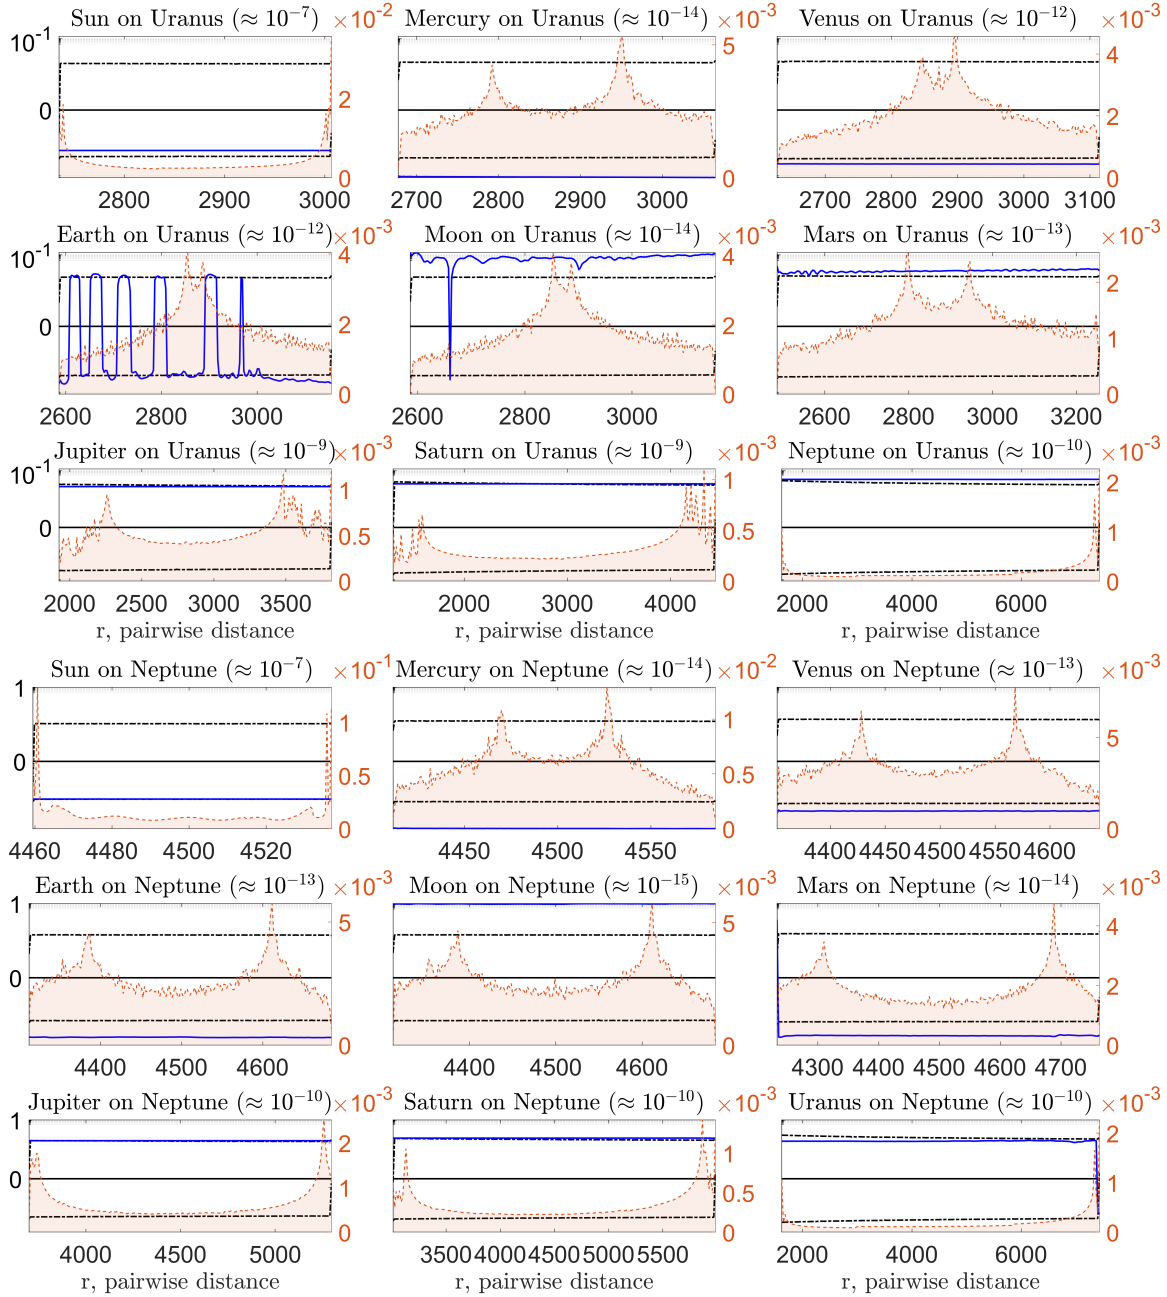 Sun on Uranus (≈ 10⁻⁷) ×10⁻²
Mercury on Uranus (≈ 10⁻¹⁴) ×10⁻³
Venus on Uranus (≈ 10⁻¹²) ×10⁻³
10⁻¹ 0 2 0 5 0 4 2 0
2800 2900 3000 2800 2900 3000 2700 2800 2900 3000 3100
Earth on Uranus (≈ 10⁻¹²) ×10⁻³
Moon on Uranus (≈ 10⁻¹⁴) ×10⁻³
Mars on Uranus (≈ 10⁻¹³) ×10⁻³
10⁻¹ 0 4 2 0 4 2 0 2 1 0
2600 2800 3000 2600 2800 3000 2600 2800 3000 3200
Jupiter on Uranus (≈ 10⁻⁹) ×10⁻³
Saturn on Uranus (≈ 10⁻⁹) ×10⁻³
Neptune on Uranus (≈ 10⁻¹⁰) ×10⁻³
10⁻¹ 0 1 0.5 0 1 0.5 0 2 1 0
2000 2500 3000 3500 2000 3000 4000 2000 4000 6000
r, pairwise distance r, pairwise distance r, pairwise distance
Sun on Neptune (≈ 10⁻⁷) ×10⁻¹
Mercury on Neptune (≈ 10⁻¹⁴) ×10⁻²
Venus on Neptune (≈ 10⁻¹³) ×10⁻³
1 0 1 0.5 0 1 0.5 0 5 0
4460 4480 4500 4520 4450 4500 4550 4400 4450 4500 4550 4600
Earth on Neptune (≈ 10⁻¹³) ×10⁻³
Moon on Neptune (≈ 10⁻¹⁵) ×10⁻³
Mars on Neptune (≈ 10⁻¹⁴) ×10⁻³
1 0 5 0 5 0 4 2 0
4400 4500 4600 4400 4500 4600 4300 4400 4500 4600 4700
Jupiter on Neptune (≈ 10⁻¹⁰) ×10⁻³
Saturn on Neptune (≈ 10⁻¹⁰) ×10⁻³
Uranus on Neptune (≈ 10⁻¹⁰) ×10⁻³
1 0 2 1 0 1 0.5 0 2 1 0
4000 4500 5000 3500 4000 4500 5000 5500 2000 4000 6000
r, pairwise distance r, pairwise distance r, pairwise distance